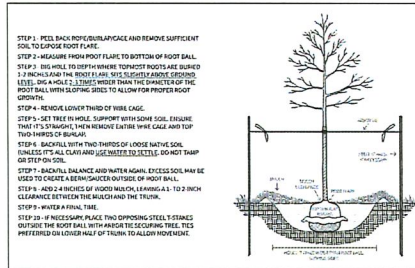 STEP 1 - PEEL BACK ROPE/BURLAP/CAGE AND REMOVE SUFFICIENT
SOIL TO EXPOSE ROOT FLARE.
STEP 2 - MEASURE FROM ROOT FLARE TO BOTTOM OF ROOT BALL.
STEP 3 - DIG HOLE TO DEPTH WHERE TOPMOST ROOTS ARE BURIED
1-2 INCHES AND THE ROOT FLARE SITS SLIGHTLY ABOVE GROUND
LEVEL. DIG A HOLE 2-3 TIMES WIDER THAN THE DIAMETER OF THE
ROOT BALL WITH SLOPING SIDES TO ALLOW FOR PROPER ROOT
GROWTH.
STEP 4 - REMOVE LOWER THIRD OF WIRE CAGE.
STEP 5 - SET TREE IN HOLE. SUPPORT WITH SOME SOIL. ENSURE
THAT IT'S STRAIGHT, THEN REMOVE ENTIRE WIRE CAGE AND TOP
TWO-THIRDS OF BURLAP.
STEP 6 - BACKFILL WITH TWO-THIRDS OF LOOSE NATIVE SOIL
(UNLESS IT'S ALL CLAY) AND USE WATER TO SETTLE. DO NOT TAMP
OR STEP ON SOIL.
STEP 7 - BACKFILL BALANCE AND WATER AGAIN. EXCESS SOIL MAY BE
USED TO CREATE A BERM/SAUCER OUTSIDE OF ROOT BALL.
STEP 8 - ADD 2-4 INCHES OF WOOD MULCH, LEAVING A 1- TO 2-INCH
CLEARANCE BETWEEN THE MULCH AND THE TRUNK.
STEP 9 - WATER A FINAL TIME.
STEP 10 - IF NECESSARY, PLACE TWO OPPOSING STEEL T-STAKES
OUTSIDE THE ROOT BALL WITH ARBORTIE SECURING TREE. TIES
PREFERRED ON LOWER HALF OF TRUNK TO ALLOW MOVEMENT.